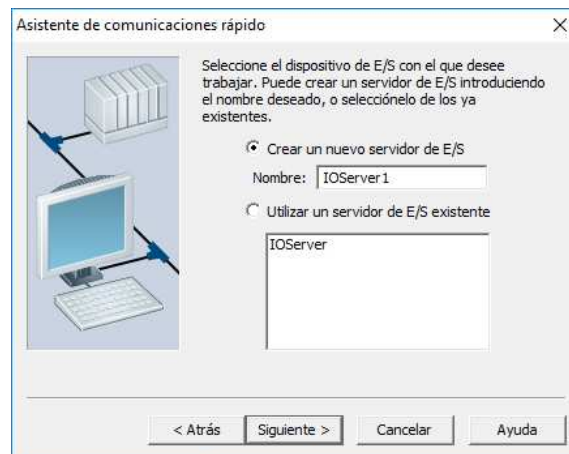 Asistente de comunicaciones rápido
Seleccione el dispositivo de E/S con el que desee
trabajar. Puede crear un servidor de E/S introduciendo
el nombre deseado, o selecciónelo de los ya
existentes.
Crear un nuevo servidor de E/S
Nombre: IOServer1
Utilizar un servidor de E/S existente
IOServer
< Atrás Siguiente > Cancelar Ayuda